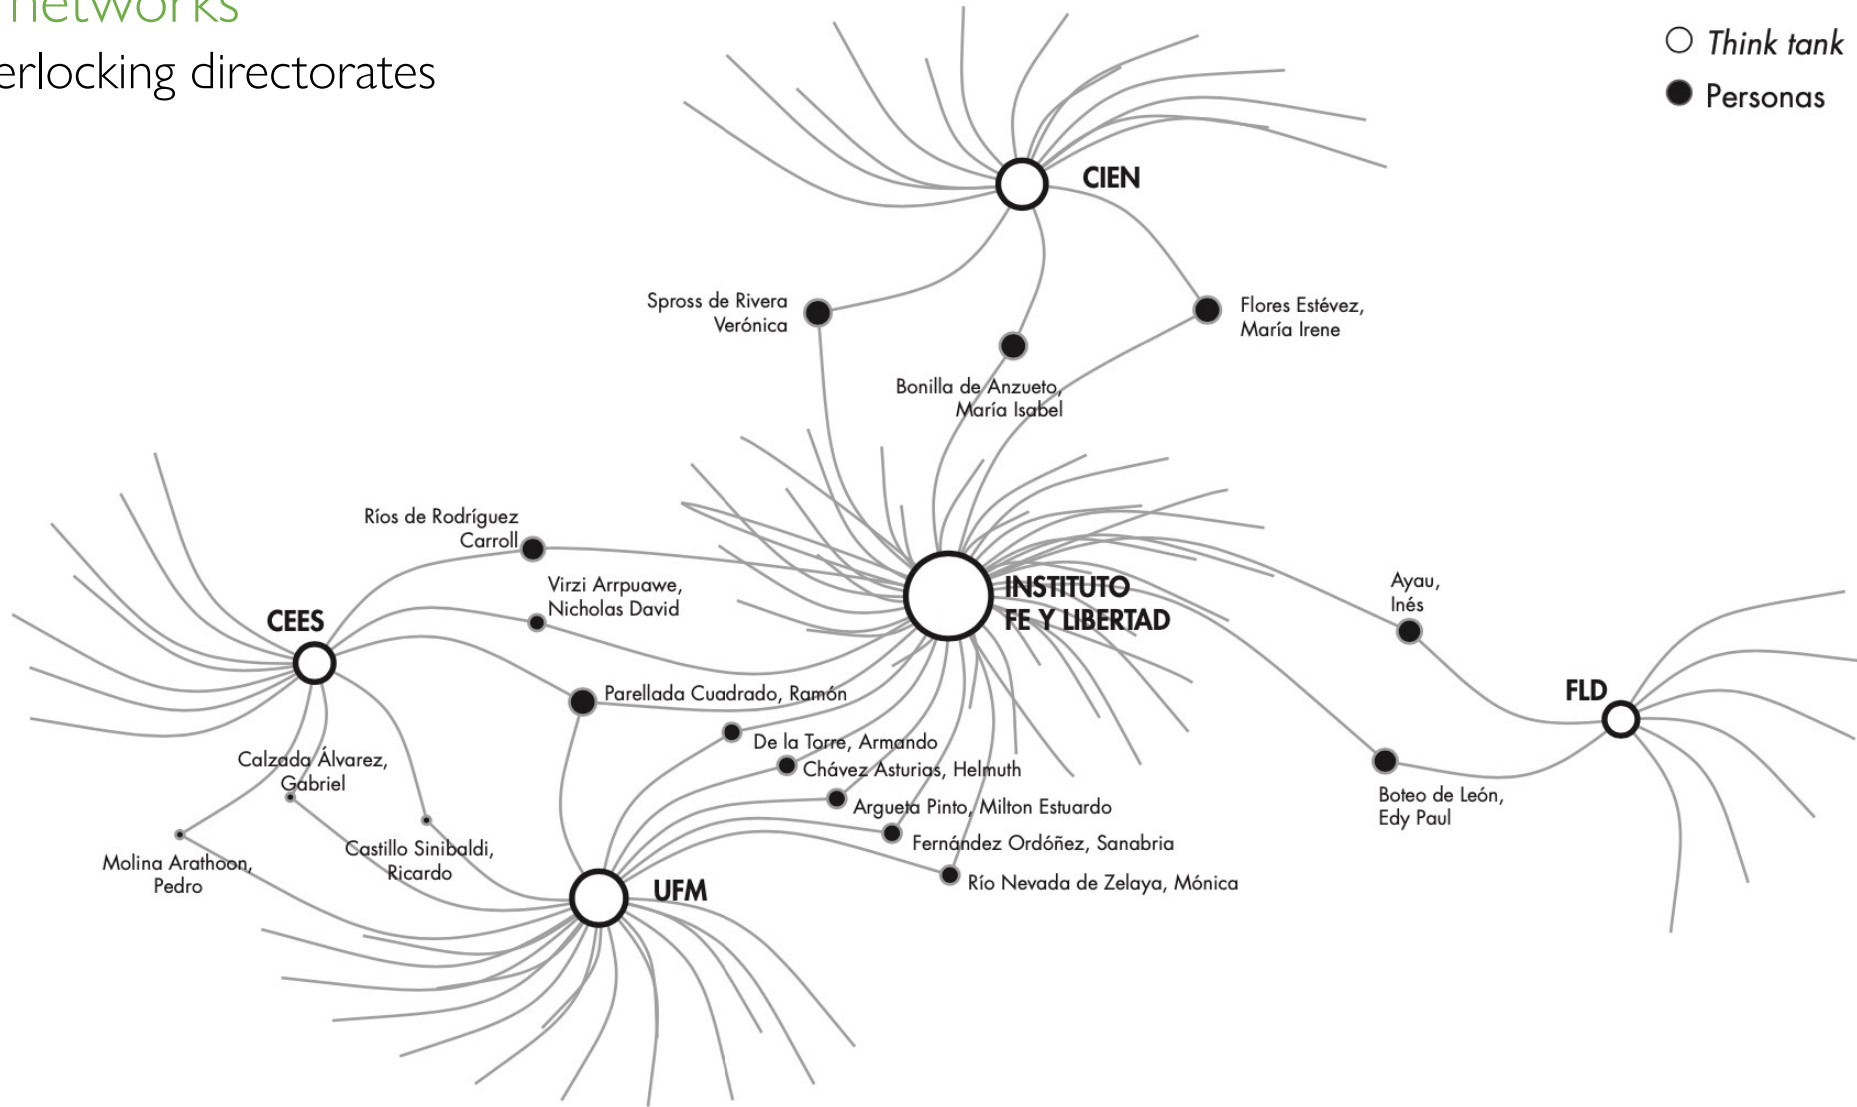 networks
erlocking directorates
Think tank
Personas
CIEN
Spross de Rivera
Verónica
Flores Estévez,
María Irene
Bonilla de Anzueto,
María Isabel
Ríos de Rodríguez
Carroll
Virzi Arrpuawe,
Nicholas David
INSTITUTO
FE Y LIBERTAD
Ayau,
Inés
CEES
Parellada Cuadrado, Ramón
FLD
De la Torre, Armando
Chávez Asturias, Helmuth
Calzada Álvarez,
Gabriel
Argueta Pinto, Milton Estuardo
Boteo de León,
Edy Paul
Fernández Ordóñez, Sanabria
Castillo Sinibaldi,
Ricardo
Molina Arathoon,
Pedro
Río Nevada de Zelaya, Mónica
UFM